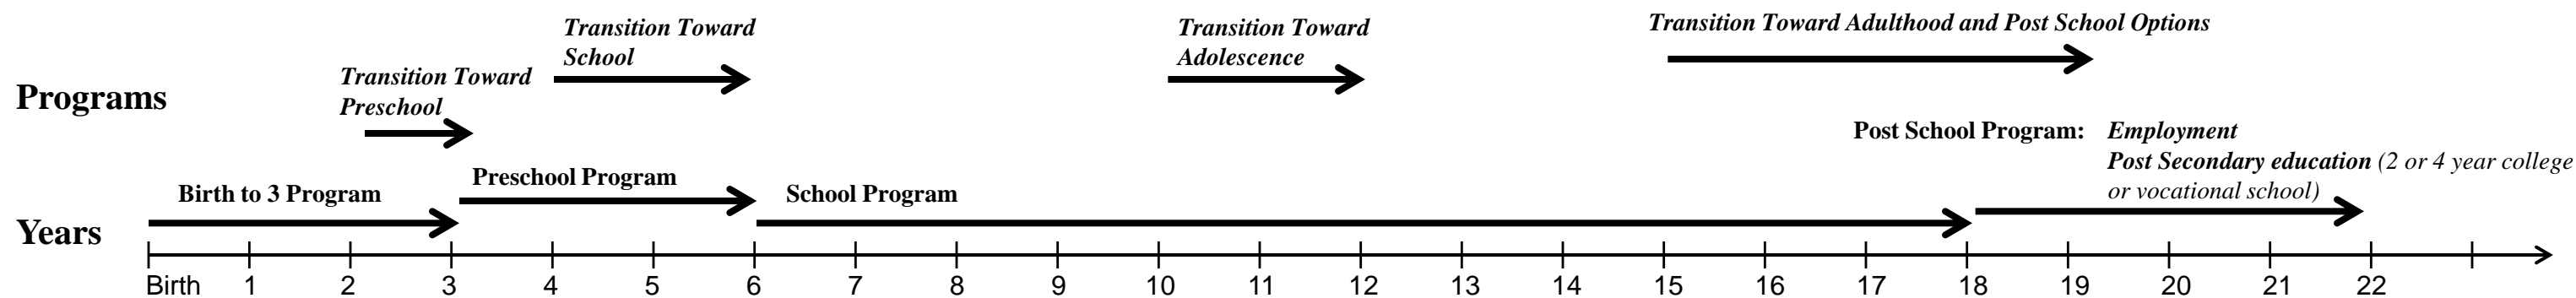 Transition Toward
School
Transition Toward
Adolescence
Transition Toward Adulthood and Post School Options
Transition Toward
Preschool
Programs
Post School Program: Employment
Post Secondary education (2 or 4 year college
or vocational school)
Birth to 3 Program
Preschool Program
School Program
Years
Birth 1 2 3 4 5 6 7 8 9 10 11 12 13 14 15 16 17 18 19 20 21 22